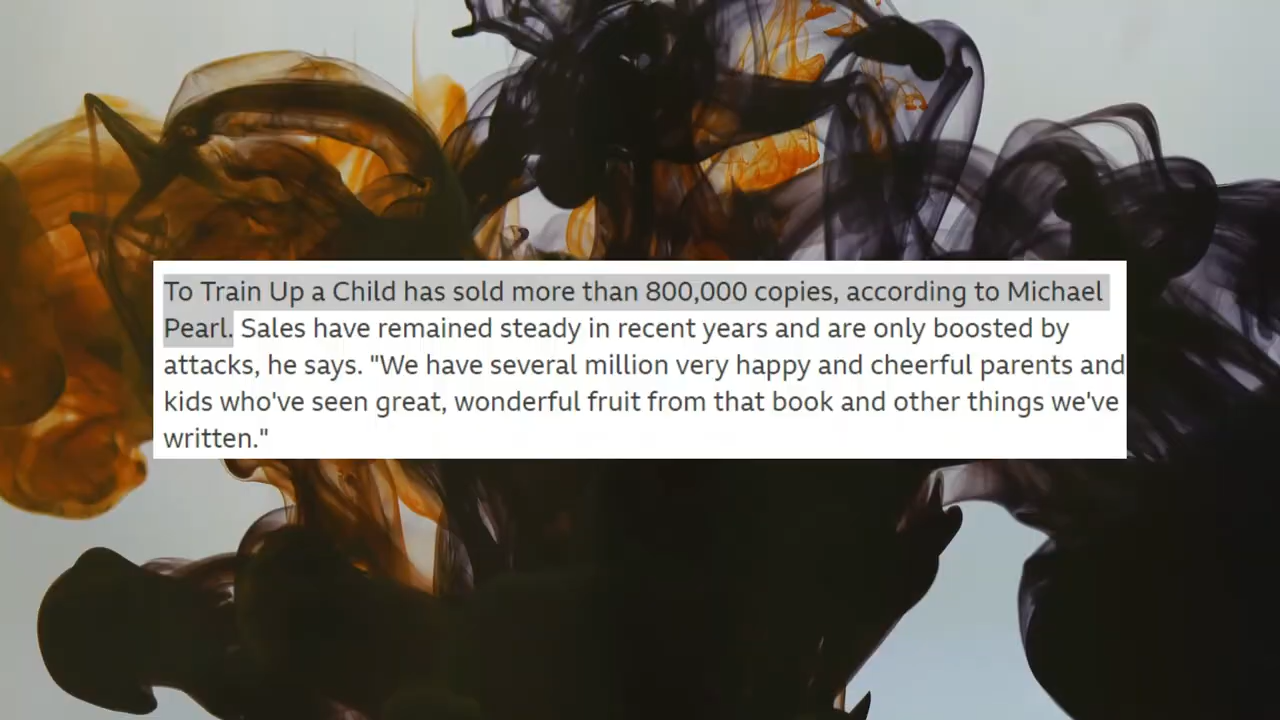 To Train Up a Child has sold more than 800,000 copies, according to Michael
Pearl. Sales have remained steady in recent years and are only boosted by
attacks, he says. "We have several million very happy and cheerful parents and
kids who've seen great, wonderful fruit from that book and other things we've
written."